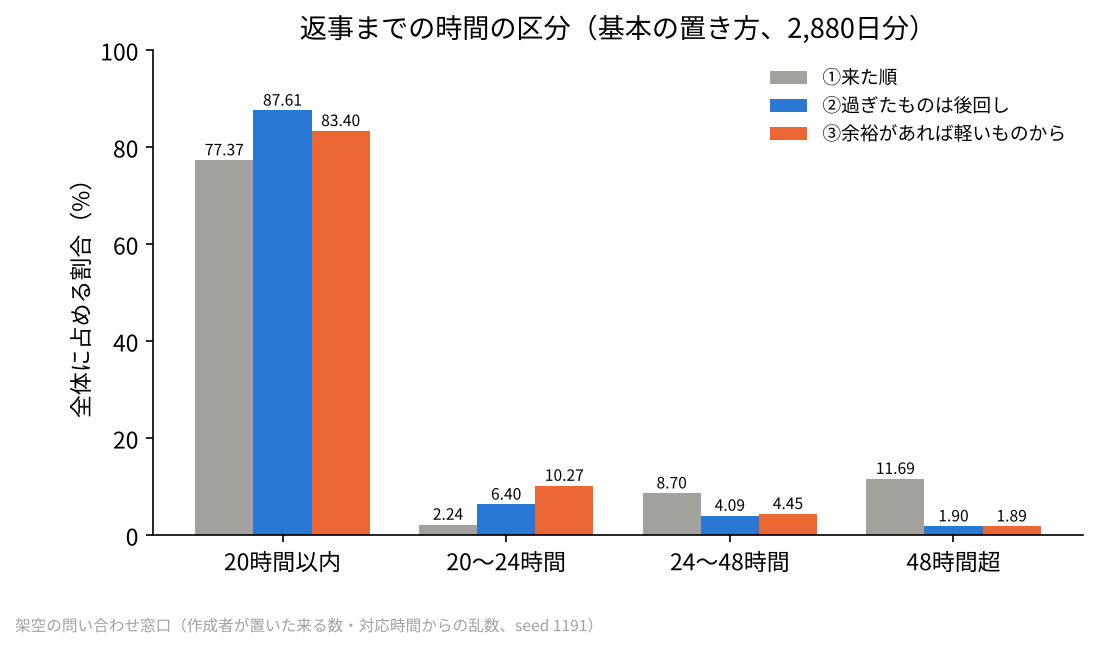 返事までの時間の区分（基本の置き方、2,880日分）
全体に占める割合（%）
100
80
60
40
20
0
①来た順
②過ぎたものは後回し
③余裕があれば軽いものから
77.37
87.61
83.40
2.24
6.40
10.27
8.70
4.09
4.45
11.69
1.90
1.89
20時間以内
20～24時間
24～48時間
48時間超
架空の問い合わせ窓口（作成者が置いた来る数・対応時間からの乱数、seed 1191）